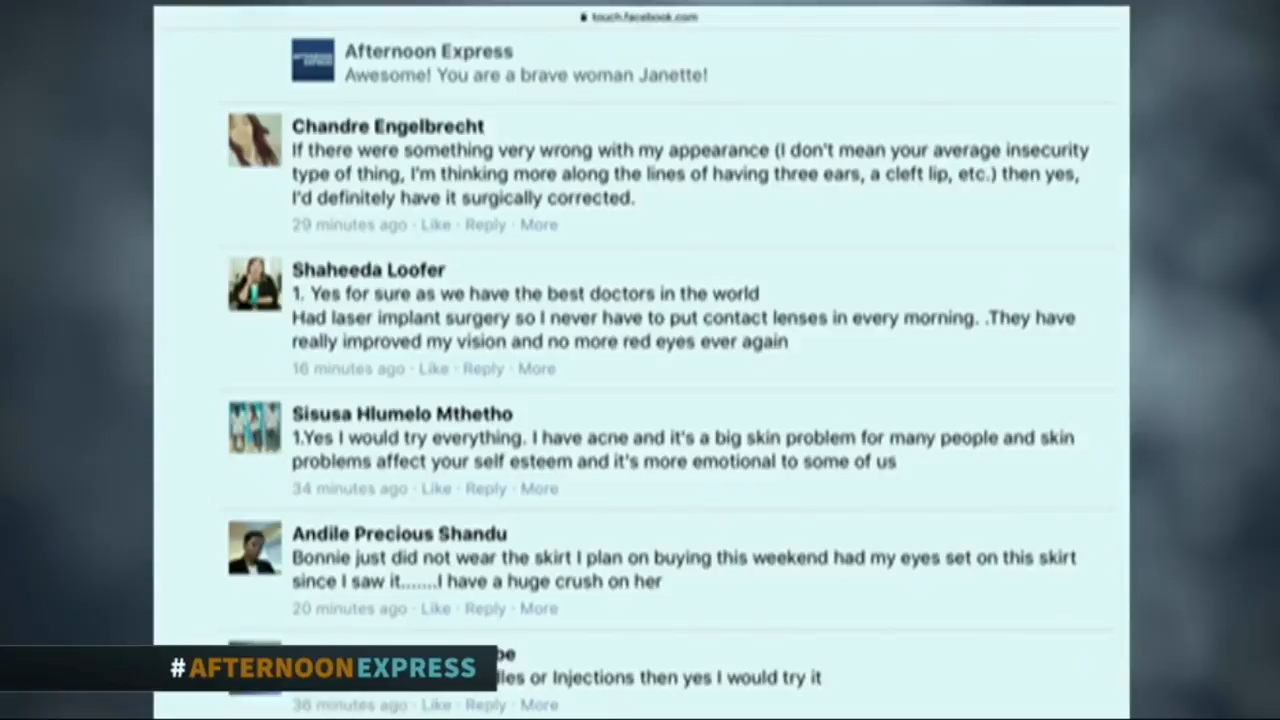 touch.facebook.com
Afternoon Express
Awesome! You are a brave woman Janette!
Chandre Engelbrecht
If there were something very wrong with my appearance (I don't mean your average insecurity
type of thing, I'm thinking more along the lines of having three ears, a cleft lip, etc.) then yes,
I'd definitely have it surgically corrected.
29 minutes ago · Like · Reply · More
Shaheeda Loofer
1. Yes for sure as we have the best doctors in the world
Had laser implant surgery so I never have to put contact lenses in every morning. .They have
really improved my vision and no more red eyes ever again
16 minutes ago · Like · Reply · More
Sisusa Hlumelo Mthetho
1.Yes I would try everything. I have acne and it's a big skin problem for many people and skin
problems affect your self esteem and it's more emotional to some of us
34 minutes ago · Like · Reply · More
Andile Precious Shandu
Bonnie just did not wear the skirt I plan on buying this weekend had my eyes set on this skirt
since I saw it.......I have a huge crush on her
20 minutes ago · Like · Reply · More
#AFTERNOONEXPRESS
or Injections then yes I would try it
36 minutes ago · Like · Reply · More